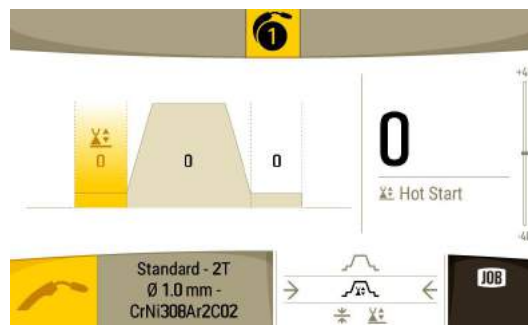 1
+4
0
0
0
0
Hot Start
-4
Standard - 2T
Ø 1.0 mm -
CrNi308Ar2CO2
JOB